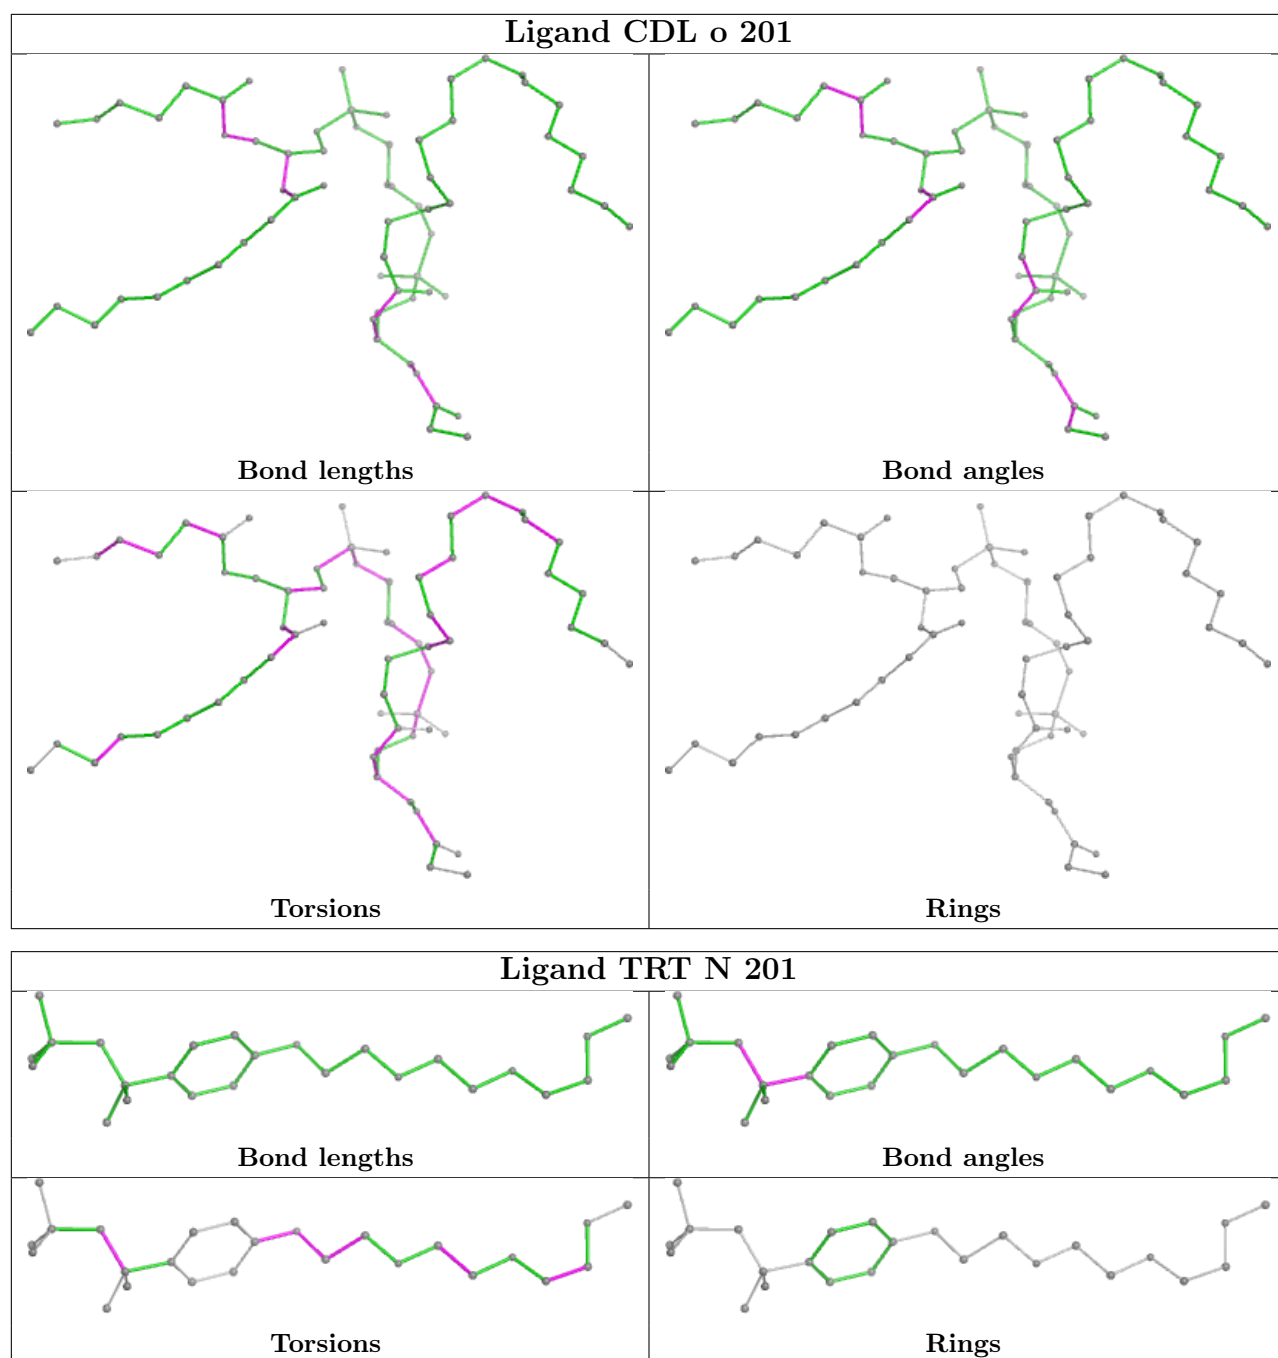 Ligand CDL o 201
Bond lengths
Bond angles
Torsions
Rings
Ligand TRT N 201
Bond lengths
Bond angles
Torsions
Rings